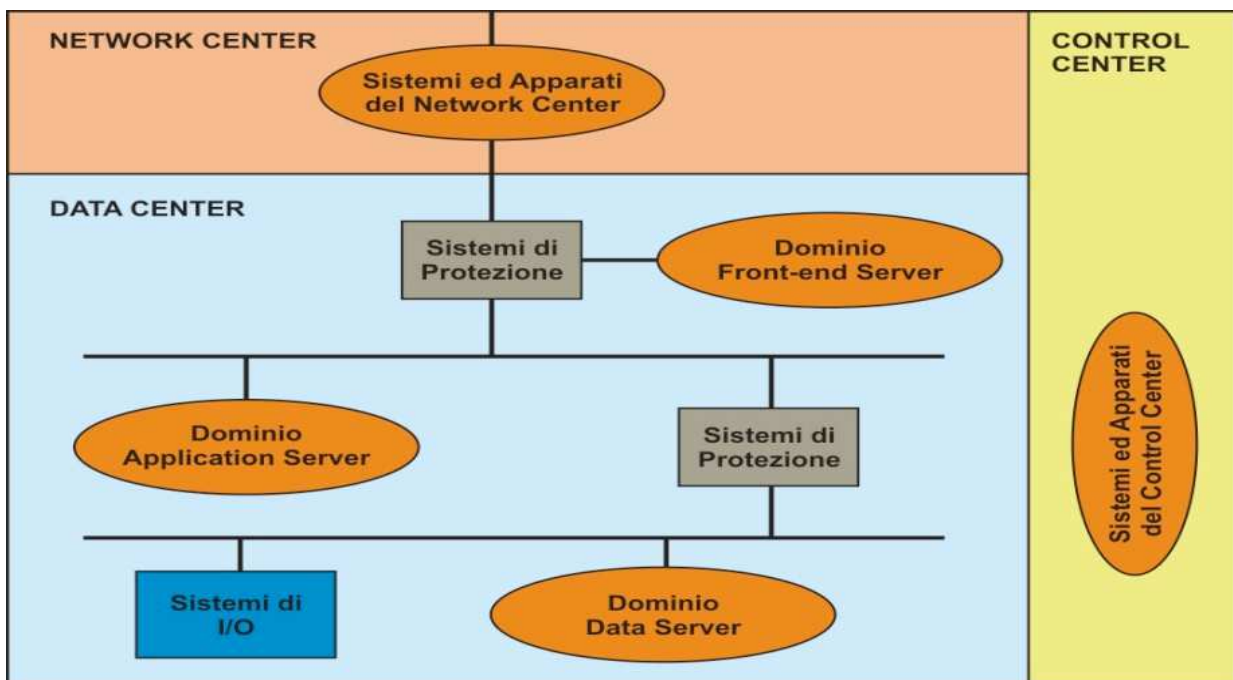 NETWORK CENTER
Sistemi ed Apparati
del Network Center
CONTROL
CENTER
DATA CENTER
Sistemi di
Protezione
Dominio
Front-end Server
Dominio
Application Server
Sistemi di
Protezione
Sistemi di
I/O
Dominio
Data Server
Sistemi ed Apparati
del Control Center